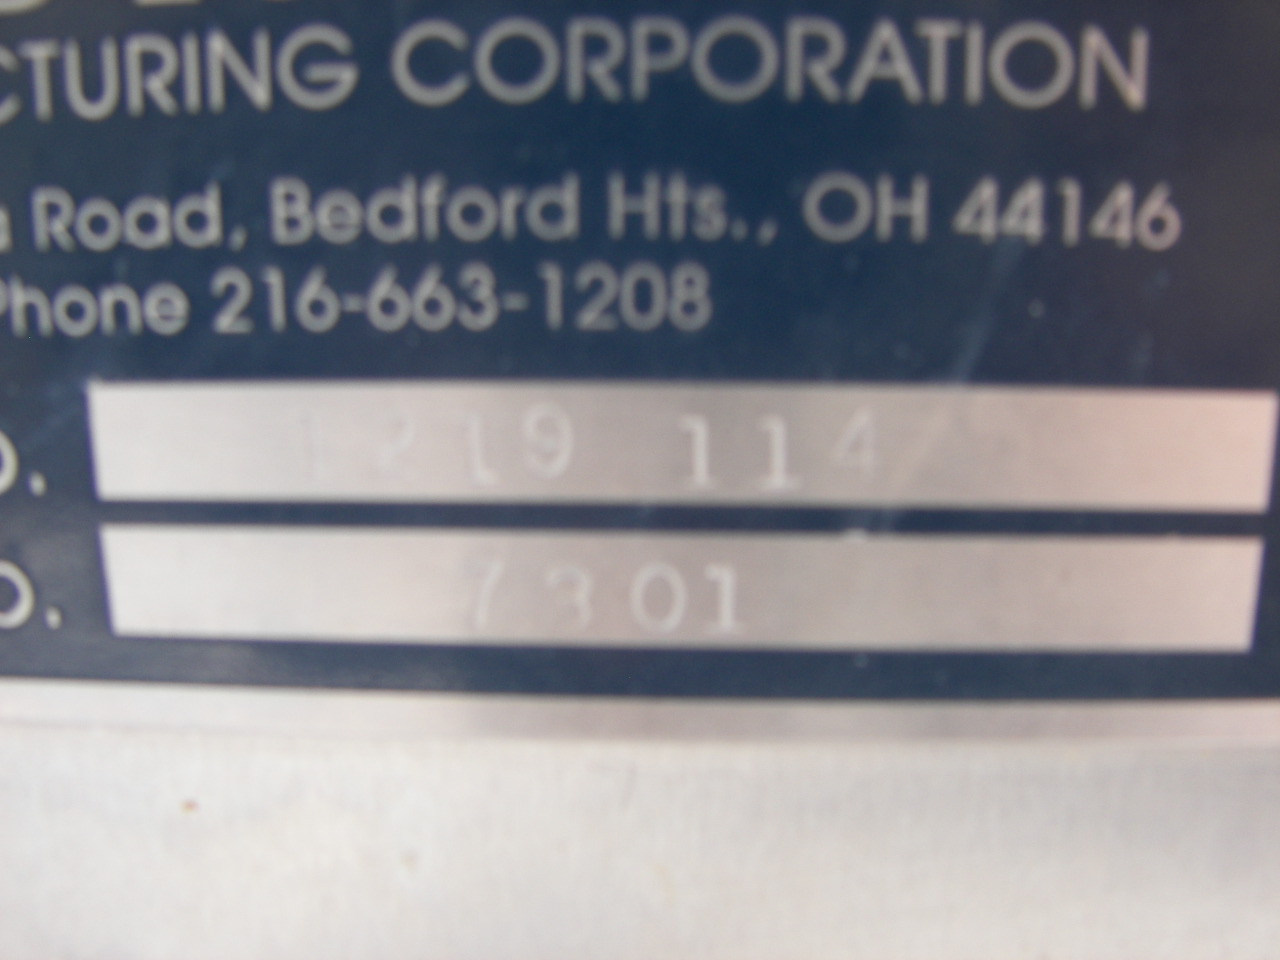 CTURING CORPORATION
Road, Bedford Hts., OH 44146
Phone 216-663-1208
1219 114
7301